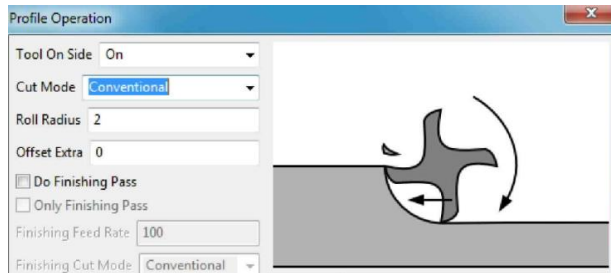 Profile Operation
Tool On Side On
Cut Mode Conventional
Roll Radius 2
Offset Extra 0
Do Finishing Pass
Only Finishing Pass
Finishing Feed Rate 100
Finishing Cut Mode Conventional